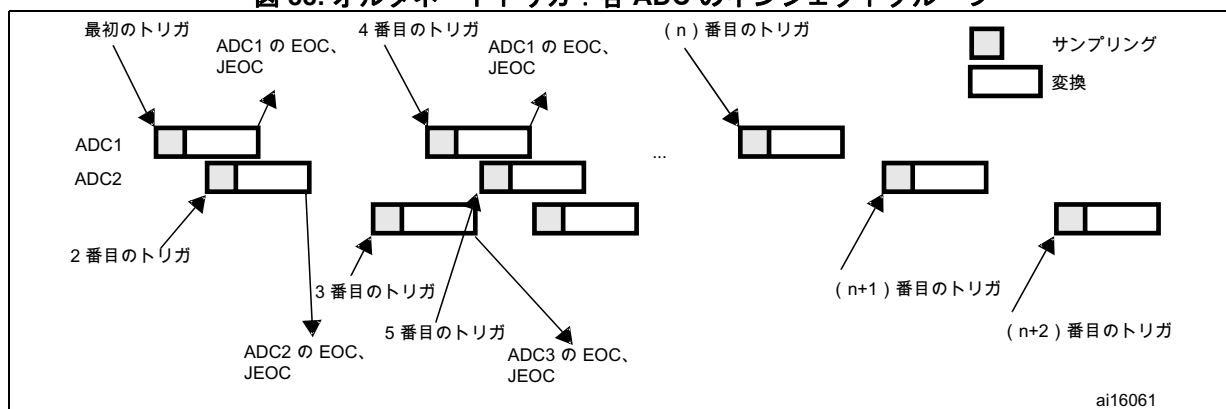 最初のトリガ
ADC1 の EOC、
JEOC
4 番目のトリガ
ADC1 の EOC、
JEOC
（n）番目のトリガ
サンプリング
変換
ADC1
...
ADC2
2 番目のトリガ
3 番目のトリガ
（n+1）番目のトリガ
5 番目のトリガ
（n+2）番目のトリガ
ADC2 の EOC、
JEOC
ADC3 の EOC、
JEOC
ai16061